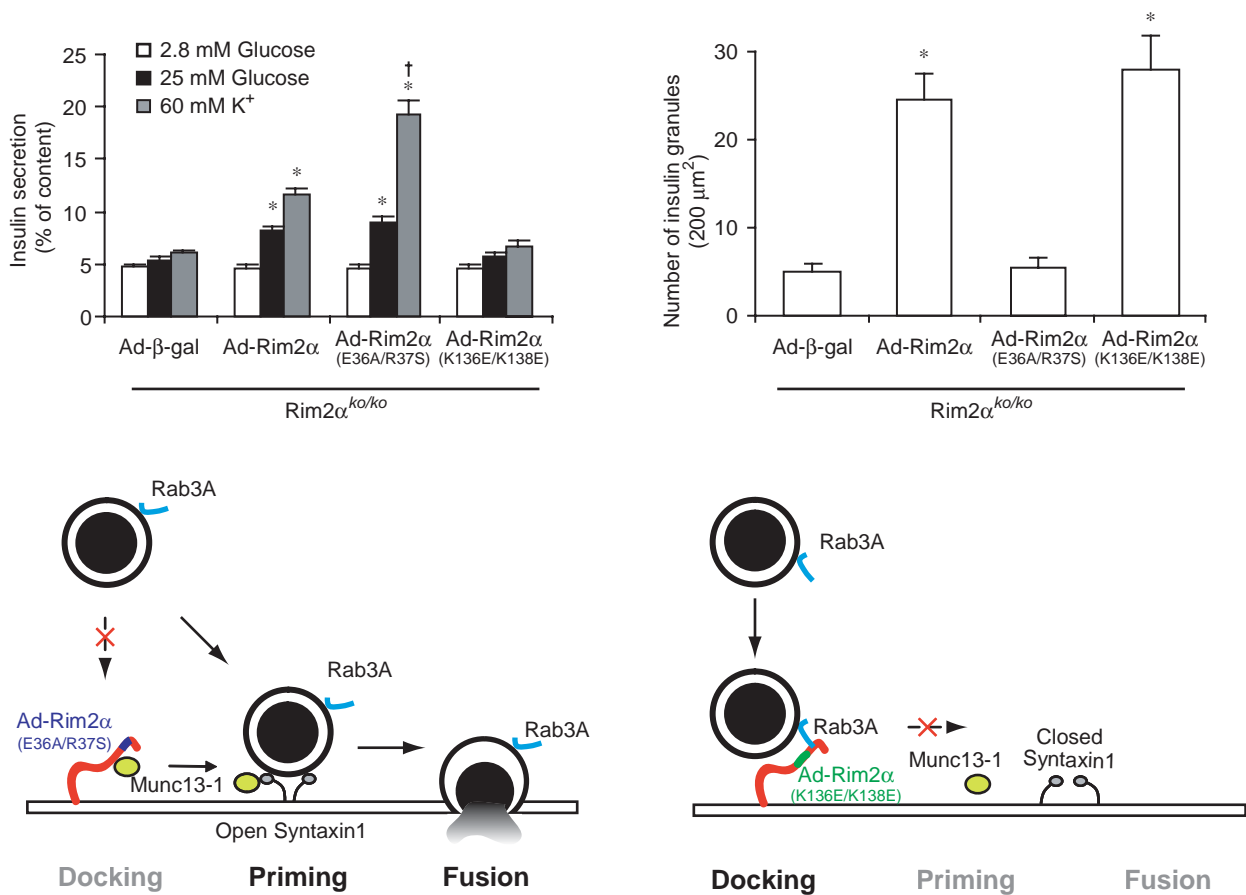 2.8 mM Glucose
25 mM Glucose
60 mM K⁺
Insulin secretion
(% of content)
25
20
15
10
5
0
*
*
*
†
*
Ad-β-gal
Ad-Rim2α
Ad-Rim2α
(E36A/R37S)
Ad-Rim2α
(K136E/K138E)
Rim2α^ko/ko
Number of insulin granules
(200 μm²)
30
20
10
0
*
*
Ad-β-gal
Ad-Rim2α
Ad-Rim2α
(E36A/R37S)
Ad-Rim2α
(K136E/K138E)
Rim2α^ko/ko
Rab3A
Rab3A
Rab3A
Ad-Rim2α
(E36A/R37S)
Munc13-1
Open Syntaxin1
Docking
Priming
Fusion
Rab3A
Rab3A
Ad-Rim2α
(K136E/K138E)
Munc13-1
Closed
Syntaxin1
Docking
Priming
Fusion